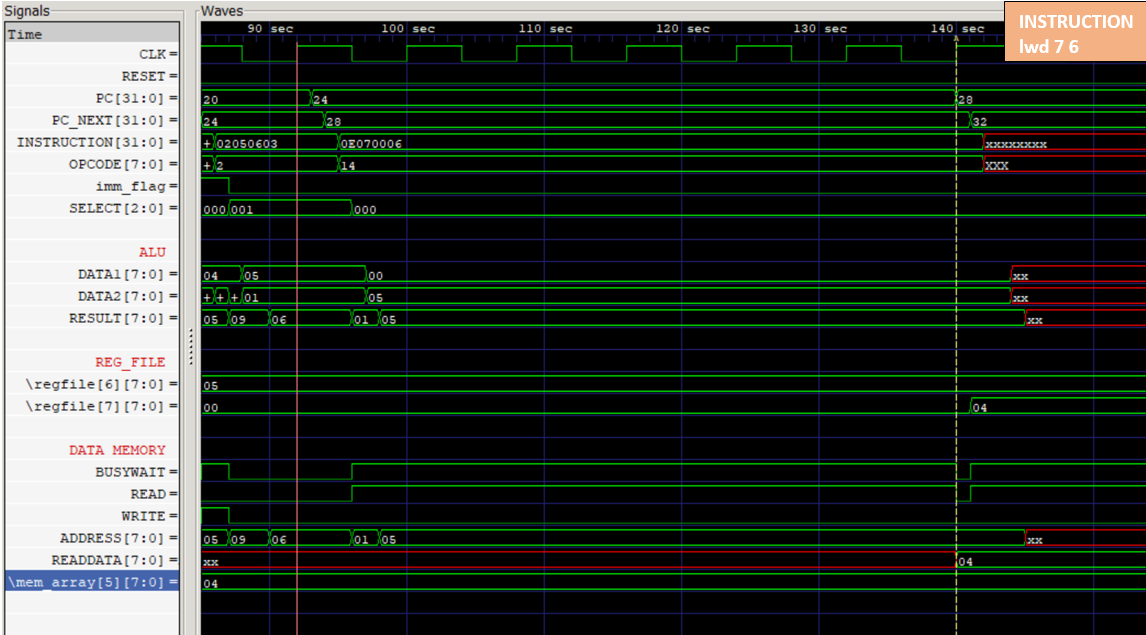 Signals
Waves
INSTRUCTION
lwd 7 6
Time
90 sec 100 sec 110 sec 120 sec 130 sec 140 sec
CLK =
RESET =
PC[31:0] = 20 24 28
PC_NEXT[31:0] = 24 28 32
INSTRUCTION[31:0] = + 02050603 0E070006 xxxxxxxx
OPCODE[7:0] = + 2 14 XXX
imm_flag =
SELECT[2:0] = 000 001 000
ALU
DATA1[7:0] = 04 05 00 xx
DATA2[7:0] = + + + 01 05 xx
RESULT[7:0] = 05 09 06 01 05 xx
REG_FILE
\regfile[6][7:0] = 05
\regfile[7][7:0] = 00 04
DATA MEMORY
BUSYWAIT =
READ =
WRITE =
ADDRESS[7:0] = 05 09 06 01 05 xx
READDATA[7:0] = xx 04
\mem_array[5][7:0] = 04